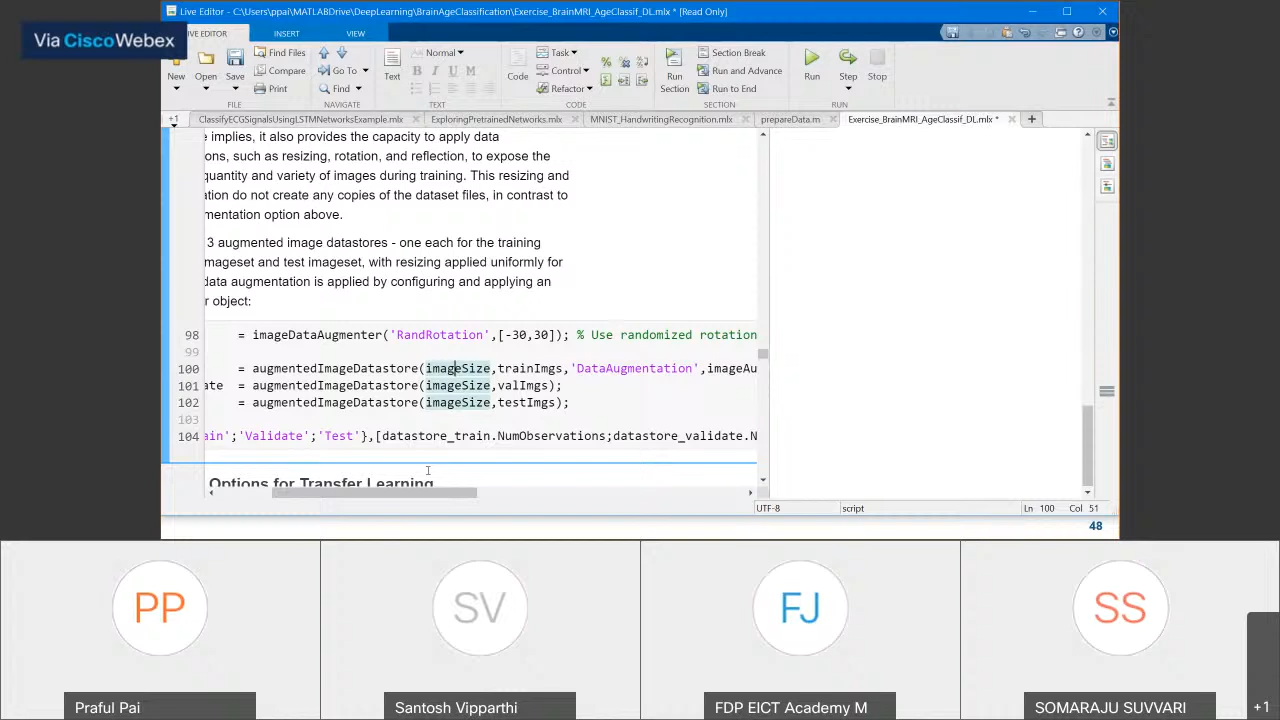 Live Editor - C:\Users\ppai\MATLABDrive\DeepLearning\BrainAgeClassification\Exercise_BrainMRI_AgeClassif_DL.mlx * [Read Only]
Via Cisco Webex
IVE EDITOR INSERT VIEW
New Open Save Find Files Compare Print Go To Find Text Normal B I U M Code Task Control Refactor Run Section Section Break Run and Advance Run to End Run Step Stop
FILE NAVIGATE TEXT CODE SECTION RUN
+1 ClassifyECGSignalsUsingLSTMNetworksExample.mlx ExploringPretrainedNetworks.mlx MNIST_HandwritingRecognition.mlx prepareData.m Exercise_BrainMRI_AgeClassif_DL.mlx *
e implies, it also provides the capacity to apply data
ons, such as resizing, rotation, and reflection, to expose the
quantity and variety of images during training. This resizing and
ation do not create any copies of the dataset files, in contrast to
mentation option above.
3 augmented image datastores - one each for the training
mageset and test imageset, with resizing applied uniformly for
data augmentation is applied by configuring and applying an
r object:
98 = imageDataAugmenter('RandRotation',[-30,30]); % Use randomized rotation
99
100 = augmentedImageDatastore(imageSize,trainImgs,'DataAugmentation',imageAu
101 ate = augmentedImageDatastore(imageSize,valImgs);
102 = augmentedImageDatastore(imageSize,testImgs);
103
104 ain';'Validate';'Test'},[datastore_train.NumObservations;datastore_validate.N
Options for Transfer Learning
UTF-8 script Ln 100 Col 51
48
PP SV FJ SS
Praful Pai Santosh Vipparthi FDP EICT Academy M SOMARAJU SUVVARI +1